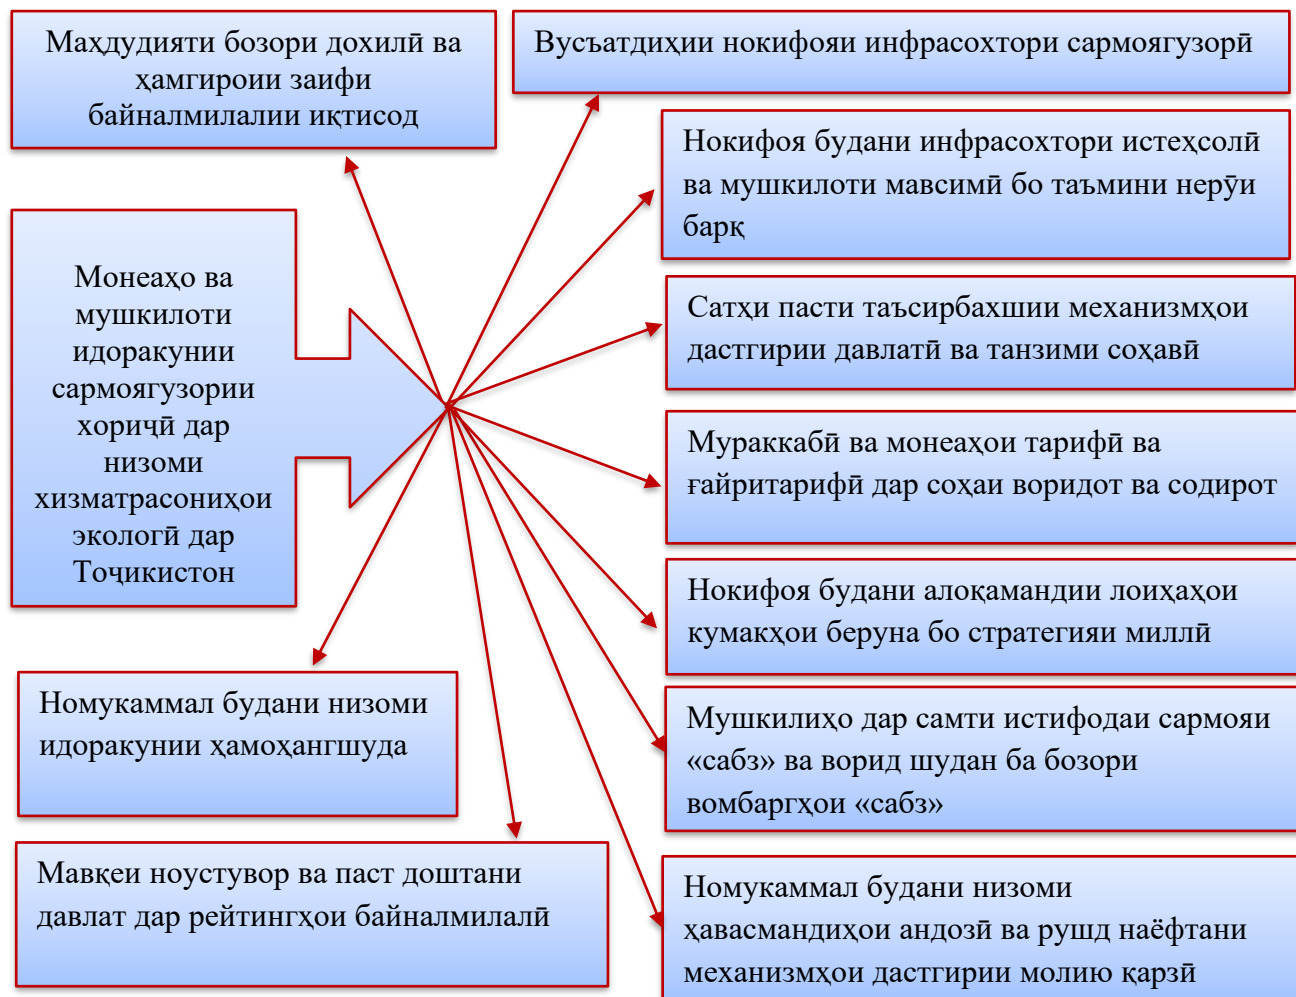 Маҳдудияти бозори дохилӣ ва
ҳамгироии заифи
байналмилалии иқтисод
Вусъатдиҳии нокифояи инфрасохтори сармоягузорӣ
Нокифоя будани инфрасохтори истеҳсолӣ
ва мушкилоти мавсимӣ бо таъмини нерӯи
барқ
Монеаҳо ва
мушкилоти
идоракунии
сармоягузории
хориҷӣ дар
низоми
хизматрасониҳои
экологӣ дар
Тоҷикистон
Сатҳи пасти таъсирбахшии механизмҳои
дастгирии давлатӣ ва танзими соҳавӣ
Мураккабӣ ва монеаҳои тарифӣ ва
ғайритарифӣ дар соҳаи воридот ва содирот
Нокифоя будани алоқамандии лоиҳаҳои
кумакҳои беруна бо стратегияи миллӣ
Номукаммал будани низоми
идоракунии ҳамоҳангшуда
Мушкилиҳо дар самти истифодаи сармояи
«сабз» ва ворид шудан ба бозори
вомбаргҳои «сабз»
Мавқеи ноустувор ва паст доштани
давлат дар рейтингҳои байналмилалӣ
Номукаммал будани низоми
ҳавасмандиҳои андозӣ ва рушд наёфтани
механизмҳои дастгирии молию қарзӣ